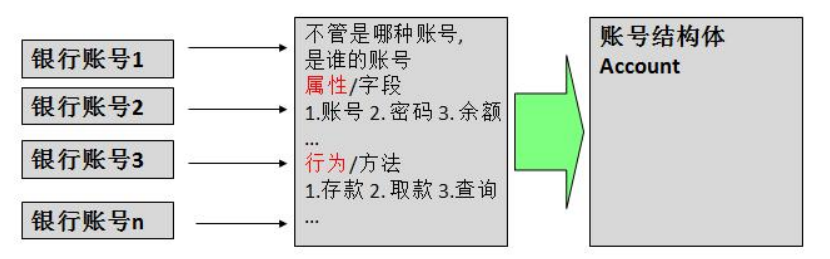 银行账号1
银行账号2
银行账号3
银行账号n
不管是哪种账号,
是谁的账号
属性/字段
1.账号 2. 密码 3. 余额
...
行为/方法
1.存款 2. 取款 3.查询
...
账号结构体
Account